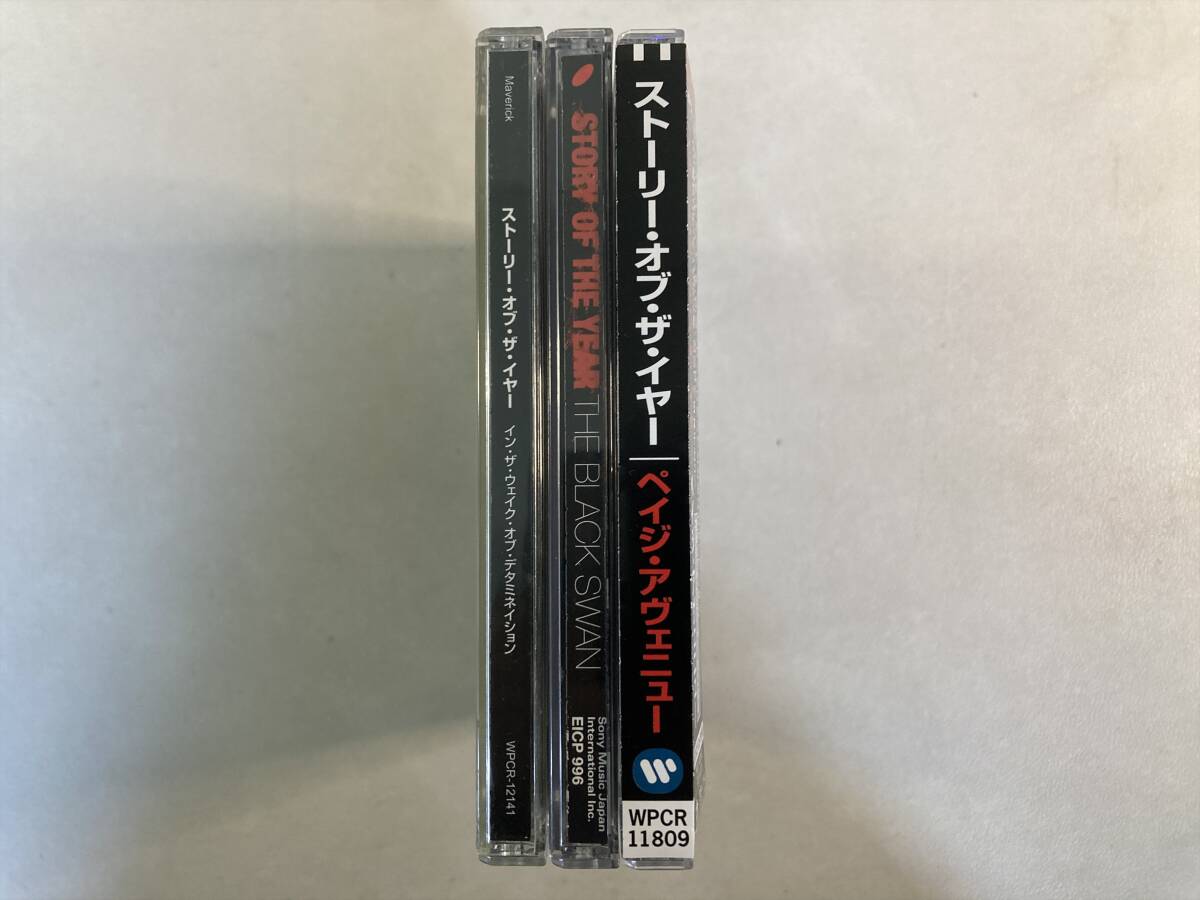 Maverick
ストーリー・オブ・ザ・イヤー
イン・ザ・ウェイク・オブ・デタミネイション
WPCR-12141
STORY OF THE YEAR THE BLACK SWAN
Sony Music Japan
International Inc.
EICP 996
ストーリー・オブ・ザ・イヤー
ペイジ・アヴェニュー
WPCR
11809